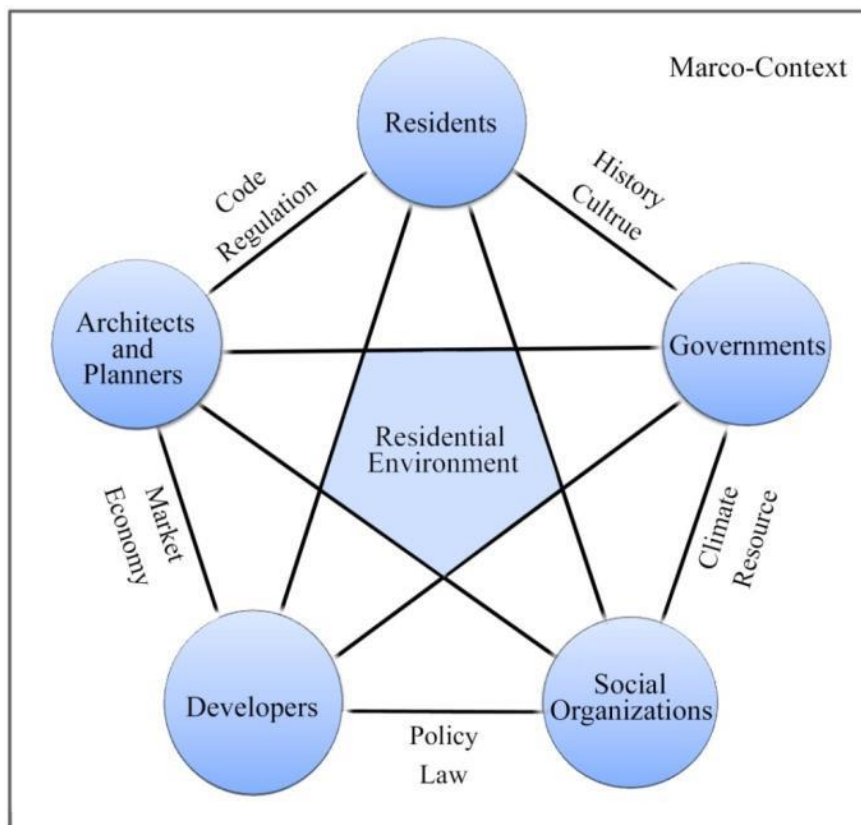 Marco-Context
Residents
Code
Regulation
History
Cultrue
Architects
and
Planners
Governments
Residential
Environment
Market
Economy
Climate
Resource
Developers
Social
Organizations
Policy
Law